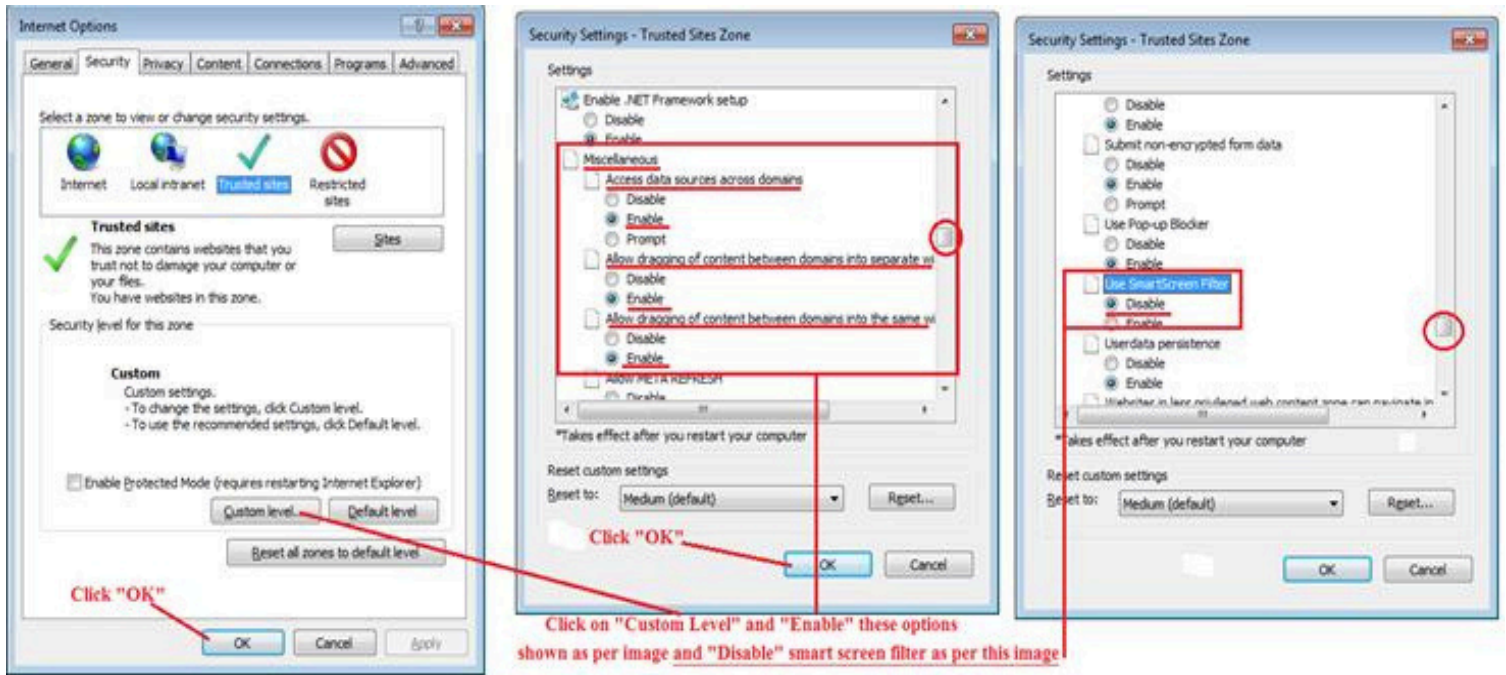 Internet Options
General Security Privacy Content Connections Programs Advanced
Select a zone to view or change security settings.
Internet Local intranet Trusted sites Restricted
sites
Trusted sites
This zone contains websites that you
trust not to damage your computer or
your files.
You have websites in this zone.
Sites
Security level for this zone
Custom
Custom settings.
- To change the settings, click Custom level.
- To use the recommended settings, click Default level.
Enable Protected Mode (requires restarting Internet Explorer)
Custom level... Default level
Reset all zones to default level
Click "OK"
OK Cancel Apply
Security Settings - Trusted Sites Zone
Settings
Enable .NET Framework setup
Disable
Enable
Miscellaneous
Access data sources across domains
Disable
Enable
Prompt
Allow dragging of content between domains into separate wi
Disable
Enable
Allow dragging of content between domains into the same wi
Disable
Enable
Allow META REFRESH
Disable
*Takes effect after you restart your computer
Reset custom settings
Reset to: Medium (default) Reset...
Click "OK"
OK Cancel
Security Settings - Trusted Sites Zone
Settings
Disable
Enable
Submit non-encrypted form data
Disable
Enable
Prompt
Use Pop-up Blocker
Disable
Enable
Use SmartScreen Filter
Disable
Enable
Userdata persistence
Disable
Enable
Websites in less privileged web content zone can navigate in
*Takes effect after you restart your computer
Reset custom settings
Reset to: Medium (default) Reset...
OK Cancel
Click on "Custom Level" and "Enable" these options
shown as per image and "Disable" smart screen filter as per this image